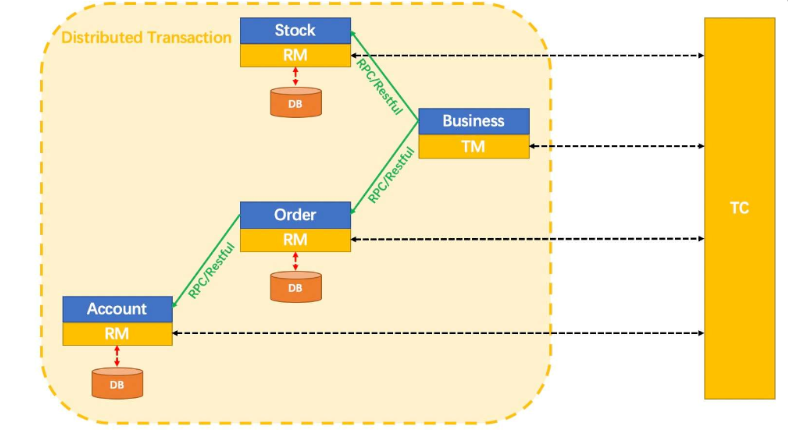 Distributed Transaction
Stock
RM
DB
RPC/Restful
Business
TM
RPC/Restful
Order
RM
DB
RPC/Restful
Account
RM
DB
TC